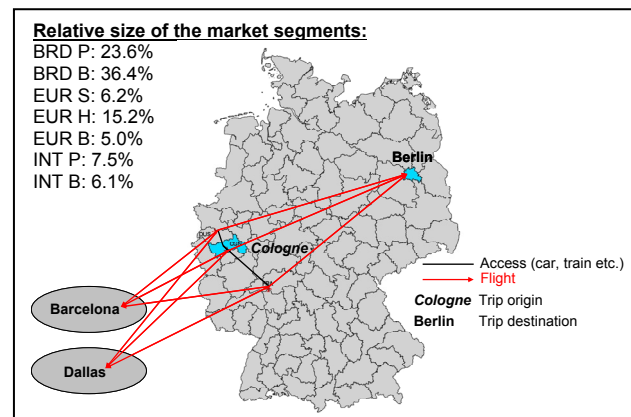 Relative size of the market segments:
BRD P: 23.6%
BRD B: 36.4%
EUR S: 6.2%
EUR H: 15.2%
EUR B: 5.0%
INT P: 7.5%
INT B: 6.1%
Berlin
DUS
Cologne
Barcelona
Dallas
Access (car, train etc.)
Flight
Cologne Trip origin
Berlin Trip destination